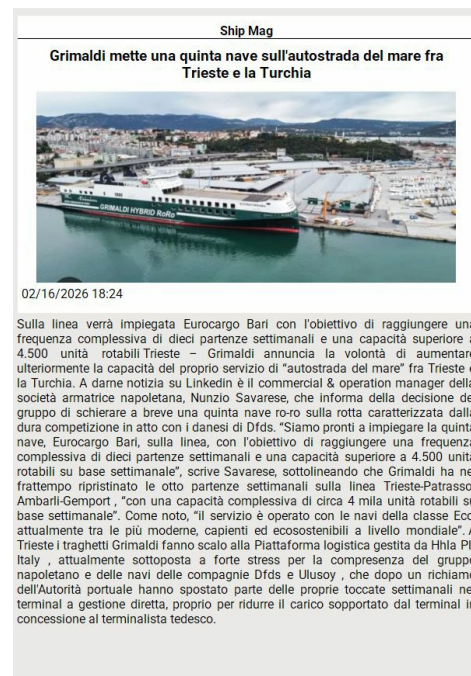 Ship Mag
Grimaldi mette una quinta nave sull'autostrada del mare fra
Trieste e la Turchia
GRIMALDI HYBRID RoRo
02/16/2026 18:24
Sulla linea verrà impiegata Eurocargo Bari con l'obiettivo di raggiungere una
frequenza complessiva di dieci partenze settimanali e una capacità superiore a
4.500 unità rotabili Trieste – Grimaldi annuncia la volontà di aumentare
ulteriormente la capacità del proprio servizio di “autostrada del mare” fra Trieste e
la Turchia. A darne notizia su Linkedin è il commercial & operation manager della
società armatrice napoletana, Nunzio Savarese, che informa della decisione del
gruppo di schierare a breve una quinta nave ro-ro sulla rotta caratterizzata dalla
dura competizione in atto con i danesi di Dfds. “Siamo pronti a impiegare la quinta
nave, Eurocargo Bari, sulla linea, con l'obiettivo di raggiungere una frequenza
complessiva di dieci partenze settimanali e una capacità superiore a 4.500 unità
rotabili su base settimanale”, scrive Savarese, sottolineando che Grimaldi ha nel
frattempo ripristinato le otto partenze settimanali sulla linea Trieste-Patrasso-
Ambarli-Gemport , “con una capacità complessiva di circa 4 mila unità rotabili su
base settimanale”. Come noto, “il servizio è operato con le navi della classe Eco,
attualmente tra le più moderne, capienti ed ecosostenibili a livello mondiale”. A
Trieste i traghetti Grimaldi fanno scalo alla Piattaforma logistica gestita da Hhla Plt
Italy , attualmente sottoposta a forte stress per la compresenza del gruppo
napoletano e delle navi delle compagnie Dfds e Ulusoy , che dopo un richiamo
dell'Autorità portuale hanno spostato parte delle proprie toccate settimanali nel
terminal a gestione diretta, proprio per ridurre il carico sopportato dal terminal in
concessione al terminalista tedesco.